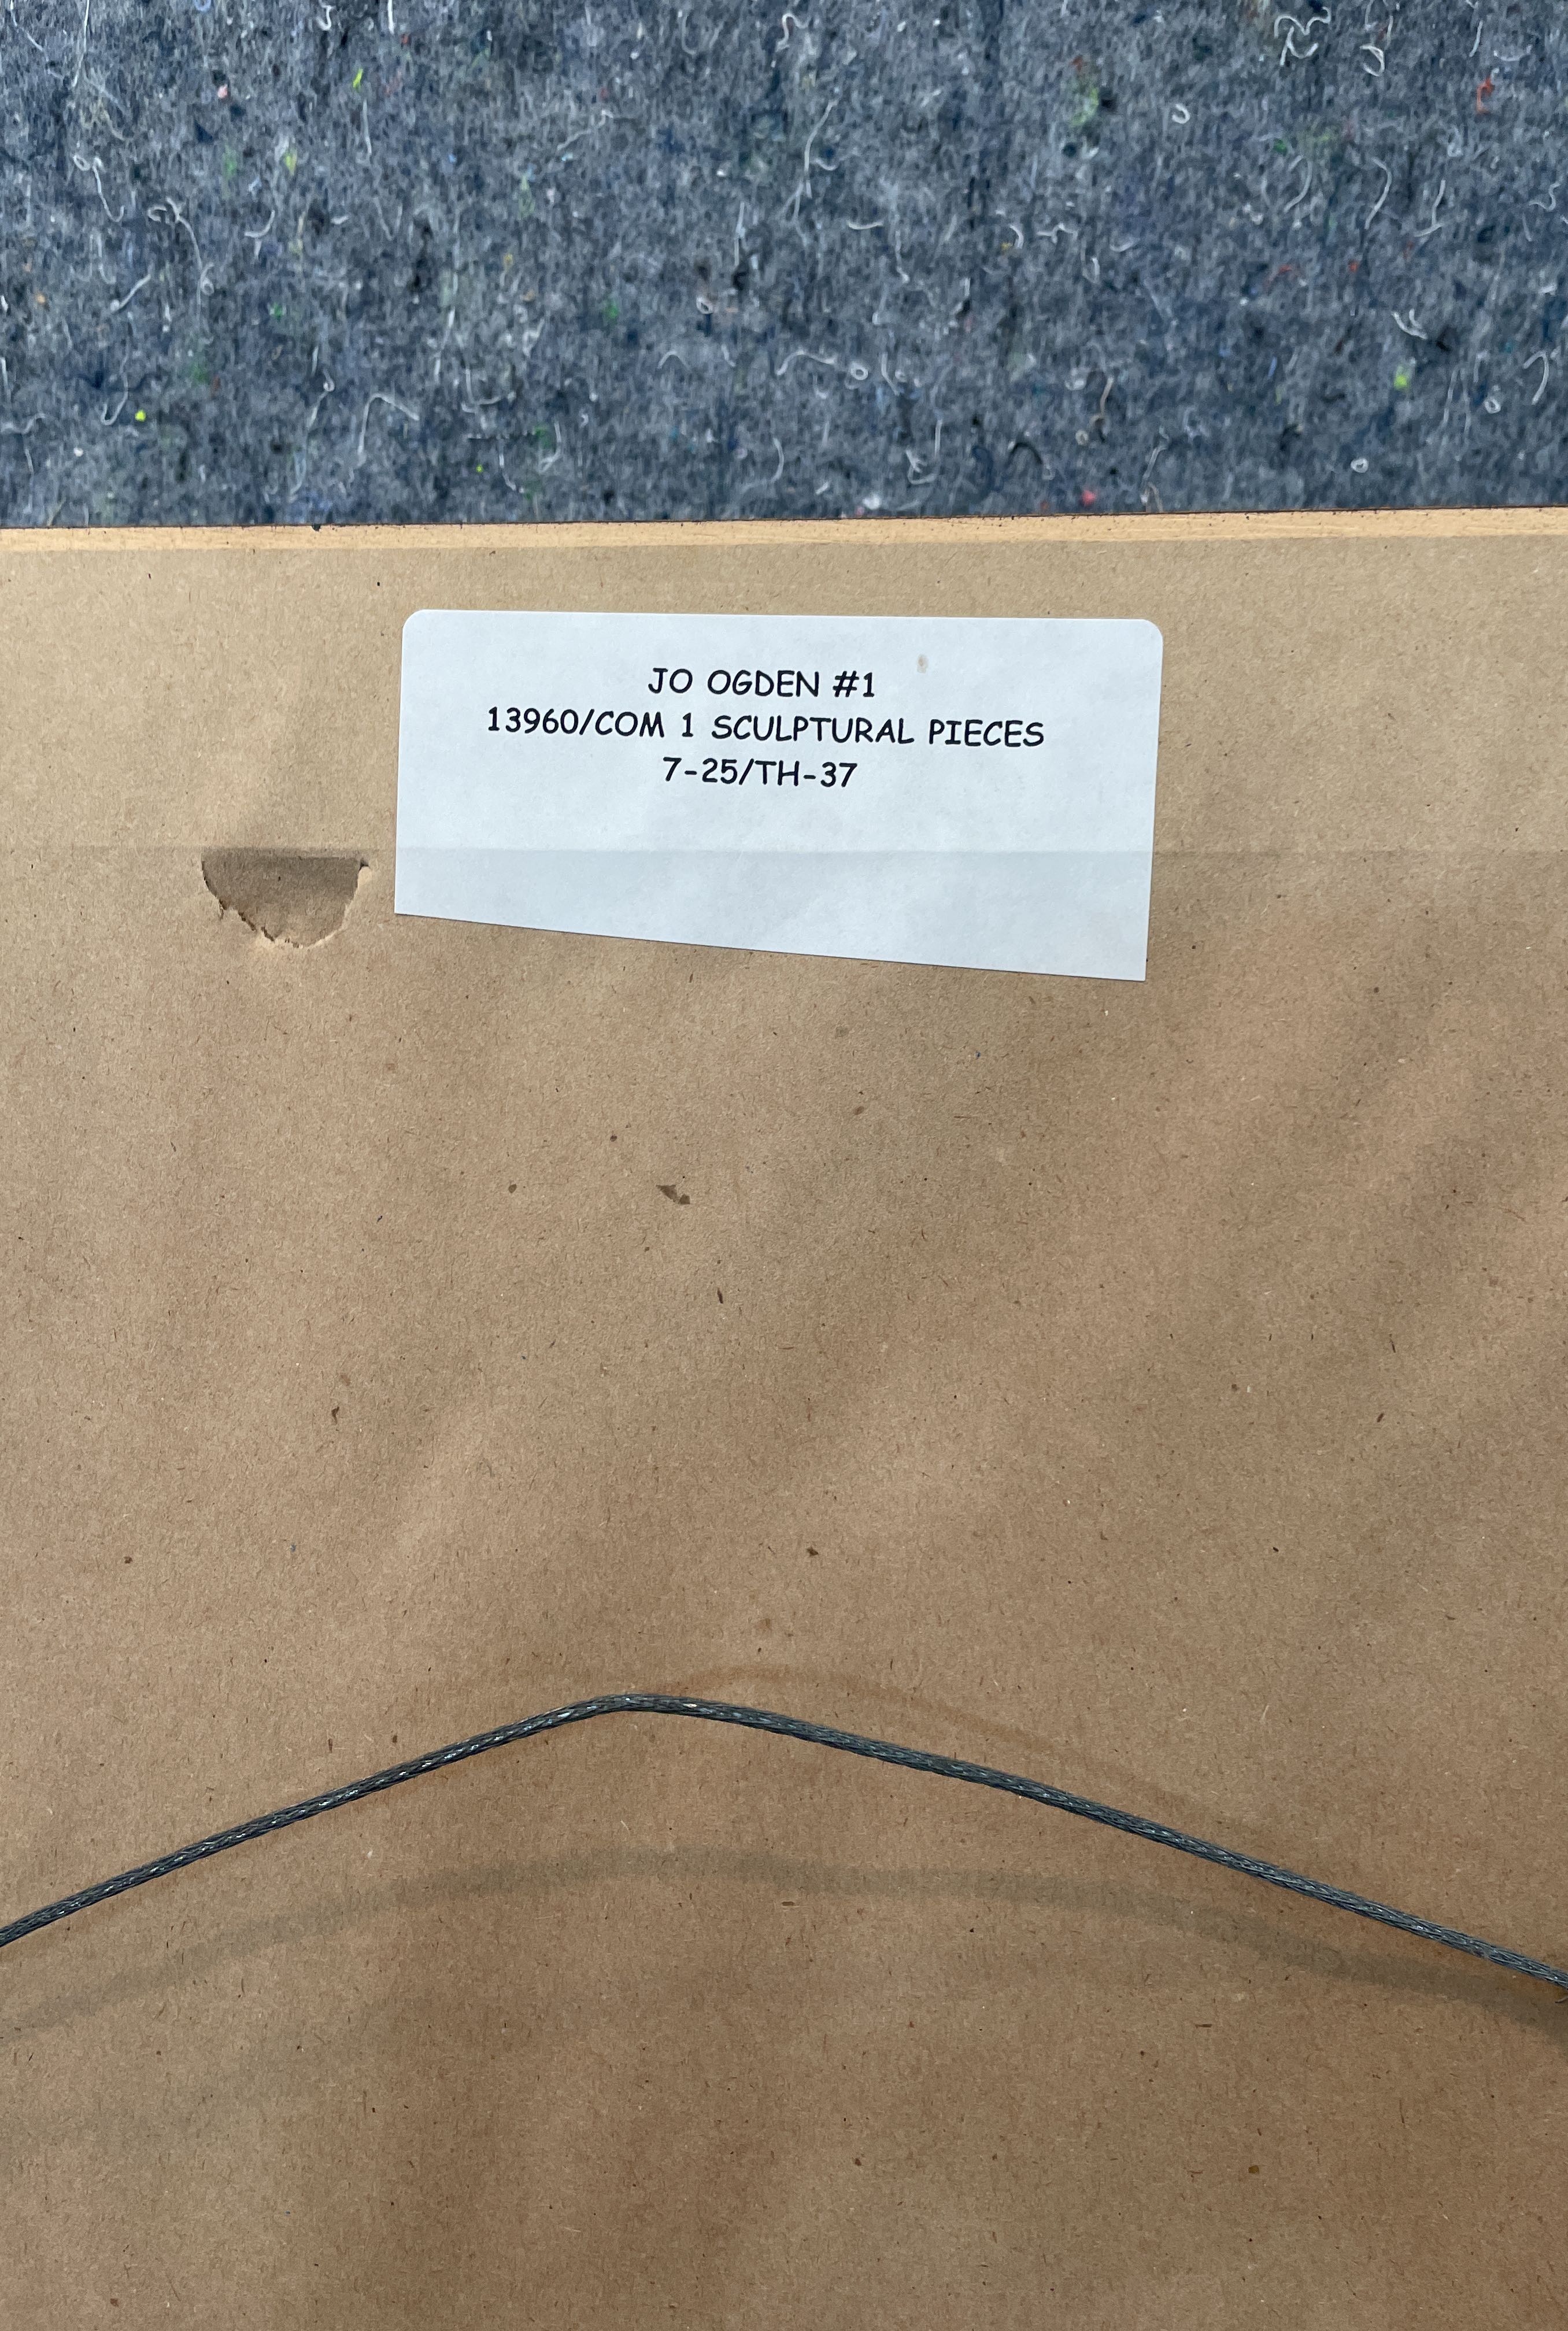 JO OGDEN #1
13960/COM 1 SCULPTURAL PIECES
7-25/TH-37